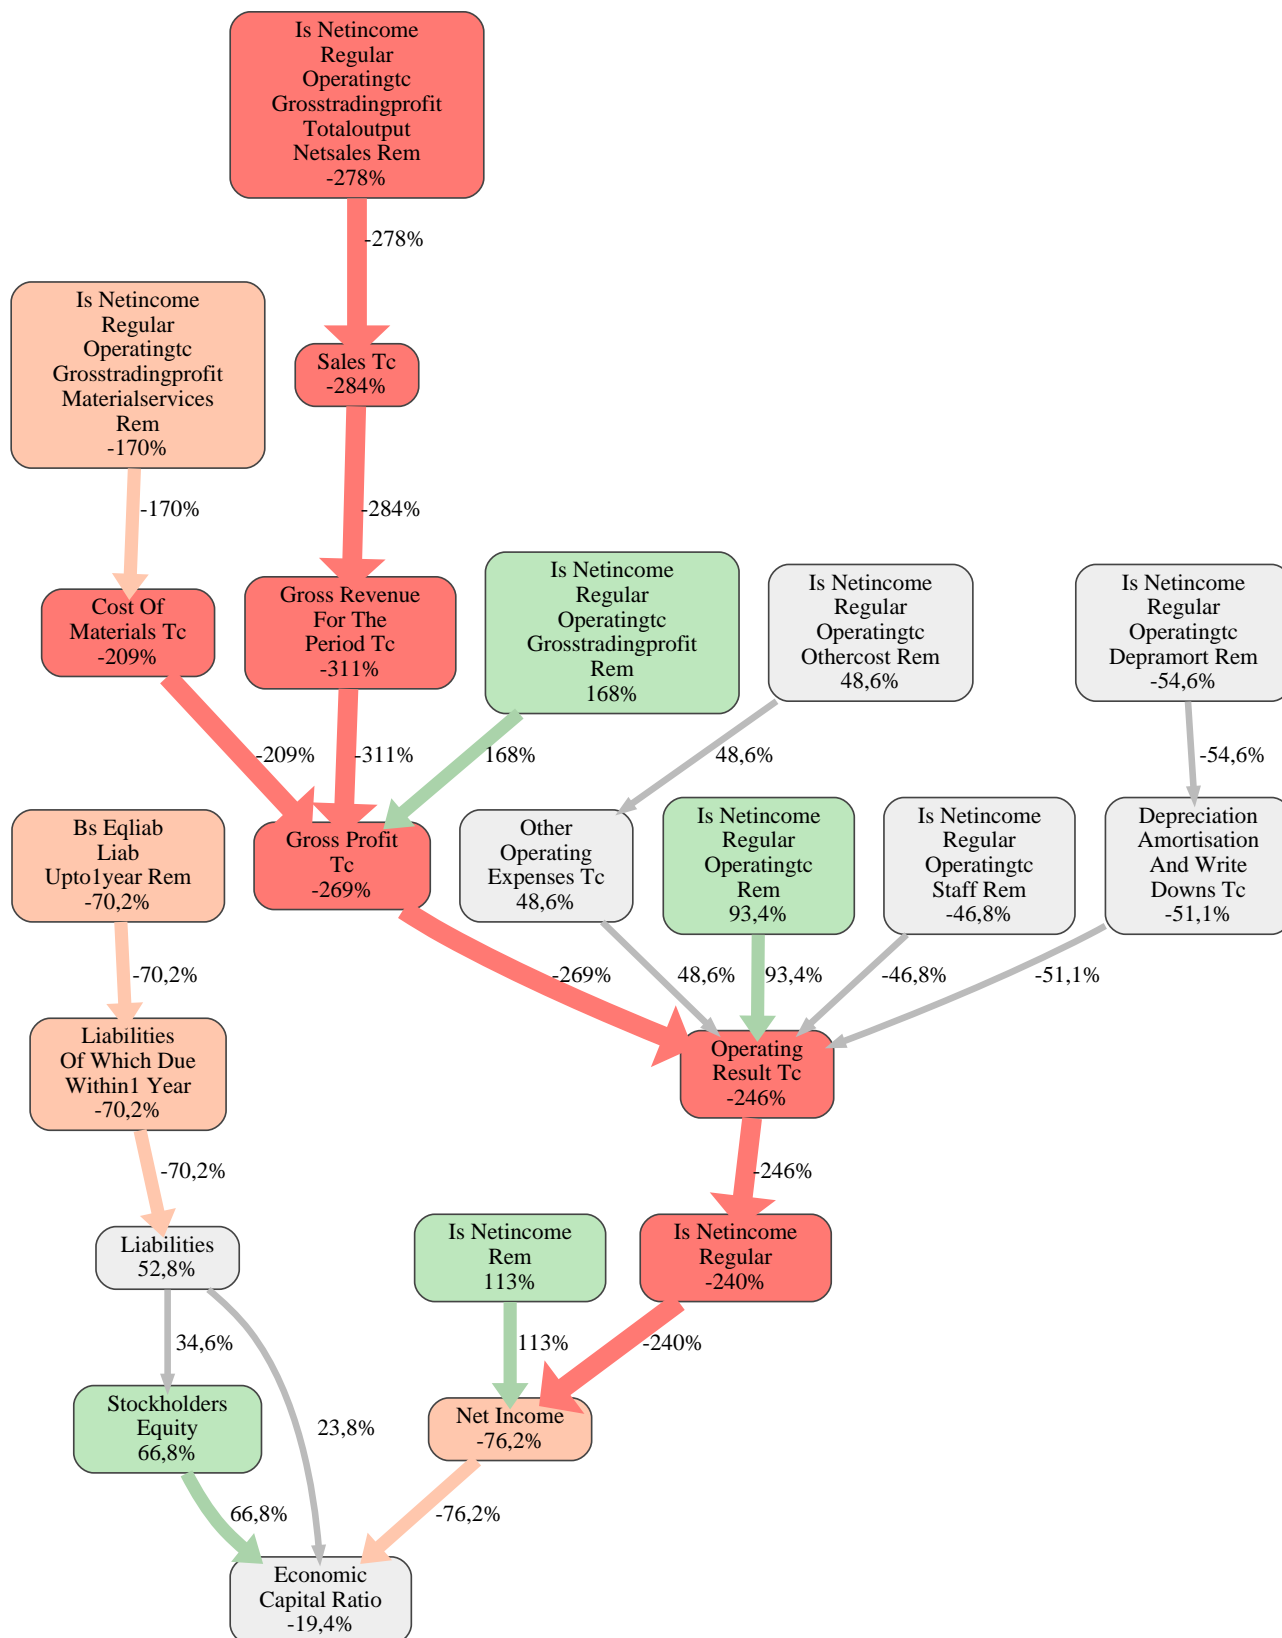 Is Netincome
Regular
Operatingtc
Grosstradingprofit
Totaloutput
Netsales Rem
-278%
-278%
Is Netincome
Regular
Operatingtc
Grosstradingprofit
Materialservices
Rem
-170%
Sales Tc
-284%
-170%
-284%
Cost Of
Materials Tc
-209%
Gross Revenue
For The
Period Tc
-311%
Is Netincome
Regular
Operatingtc
Grosstradingprofit
Rem
168%
Is Netincome
Regular
Operatingtc
Othercost Rem
48,6%
Is Netincome
Regular
Operatingtc
Depramort Rem
-54,6%
-209%
-311%
168%
48,6%
-54,6%
Bs Eqliab
Liab
Upto1year Rem
-70,2%
Gross Profit
Tc
-269%
Other
Operating
Expenses Tc
48,6%
Is Netincome
Regular
Operatingtc
Rem
93,4%
Is Netincome
Regular
Operatingtc
Staff Rem
-46,8%
Depreciation
Amortisation
And Write
Downs Tc
-51,1%
-70,2%
-269%
48,6%
93,4%
-46,8%
-51,1%
Liabilities
Of Which Due
Within1 Year
-70,2%
Operating
Result Tc
-246%
-70,2%
-246%
Liabilities
52,8%
Is Netincome
Rem
113%
Is Netincome
Regular
-240%
34,6%
113%
-240%
Stockholders
Equity
66,8%
23,8%
Net Income
-76,2%
66,8%
-76,2%
Economic
Capital Ratio
-19,4%